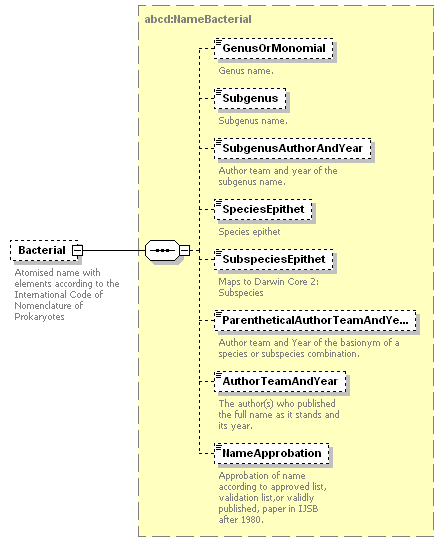 abcd:NameBacterial
GenusOrMonomial
Genus name.
Subgenus
Subgenus name.
SubgenusAuthorAndYear
Author team and year of the
subgenus name.
SpeciesEpithet
Species epithet
Bacterial
Atomised name with
elements according to the
International Code of
Nomenclature of
Prokaryotes
SubspeciesEpithet
Maps to Darwin Core 2:
Subspecies
ParentheticalAuthorTeamAndYe...
Author team and Year of the basionym of a
species or subspecies combination.
AuthorTeamAndYear
The author(s) who published
the full name as it stands and
its year.
NameApprobation
Approbation of name
according to approved list,
validation list,or validly
published, paper in IJSB
after 1980.